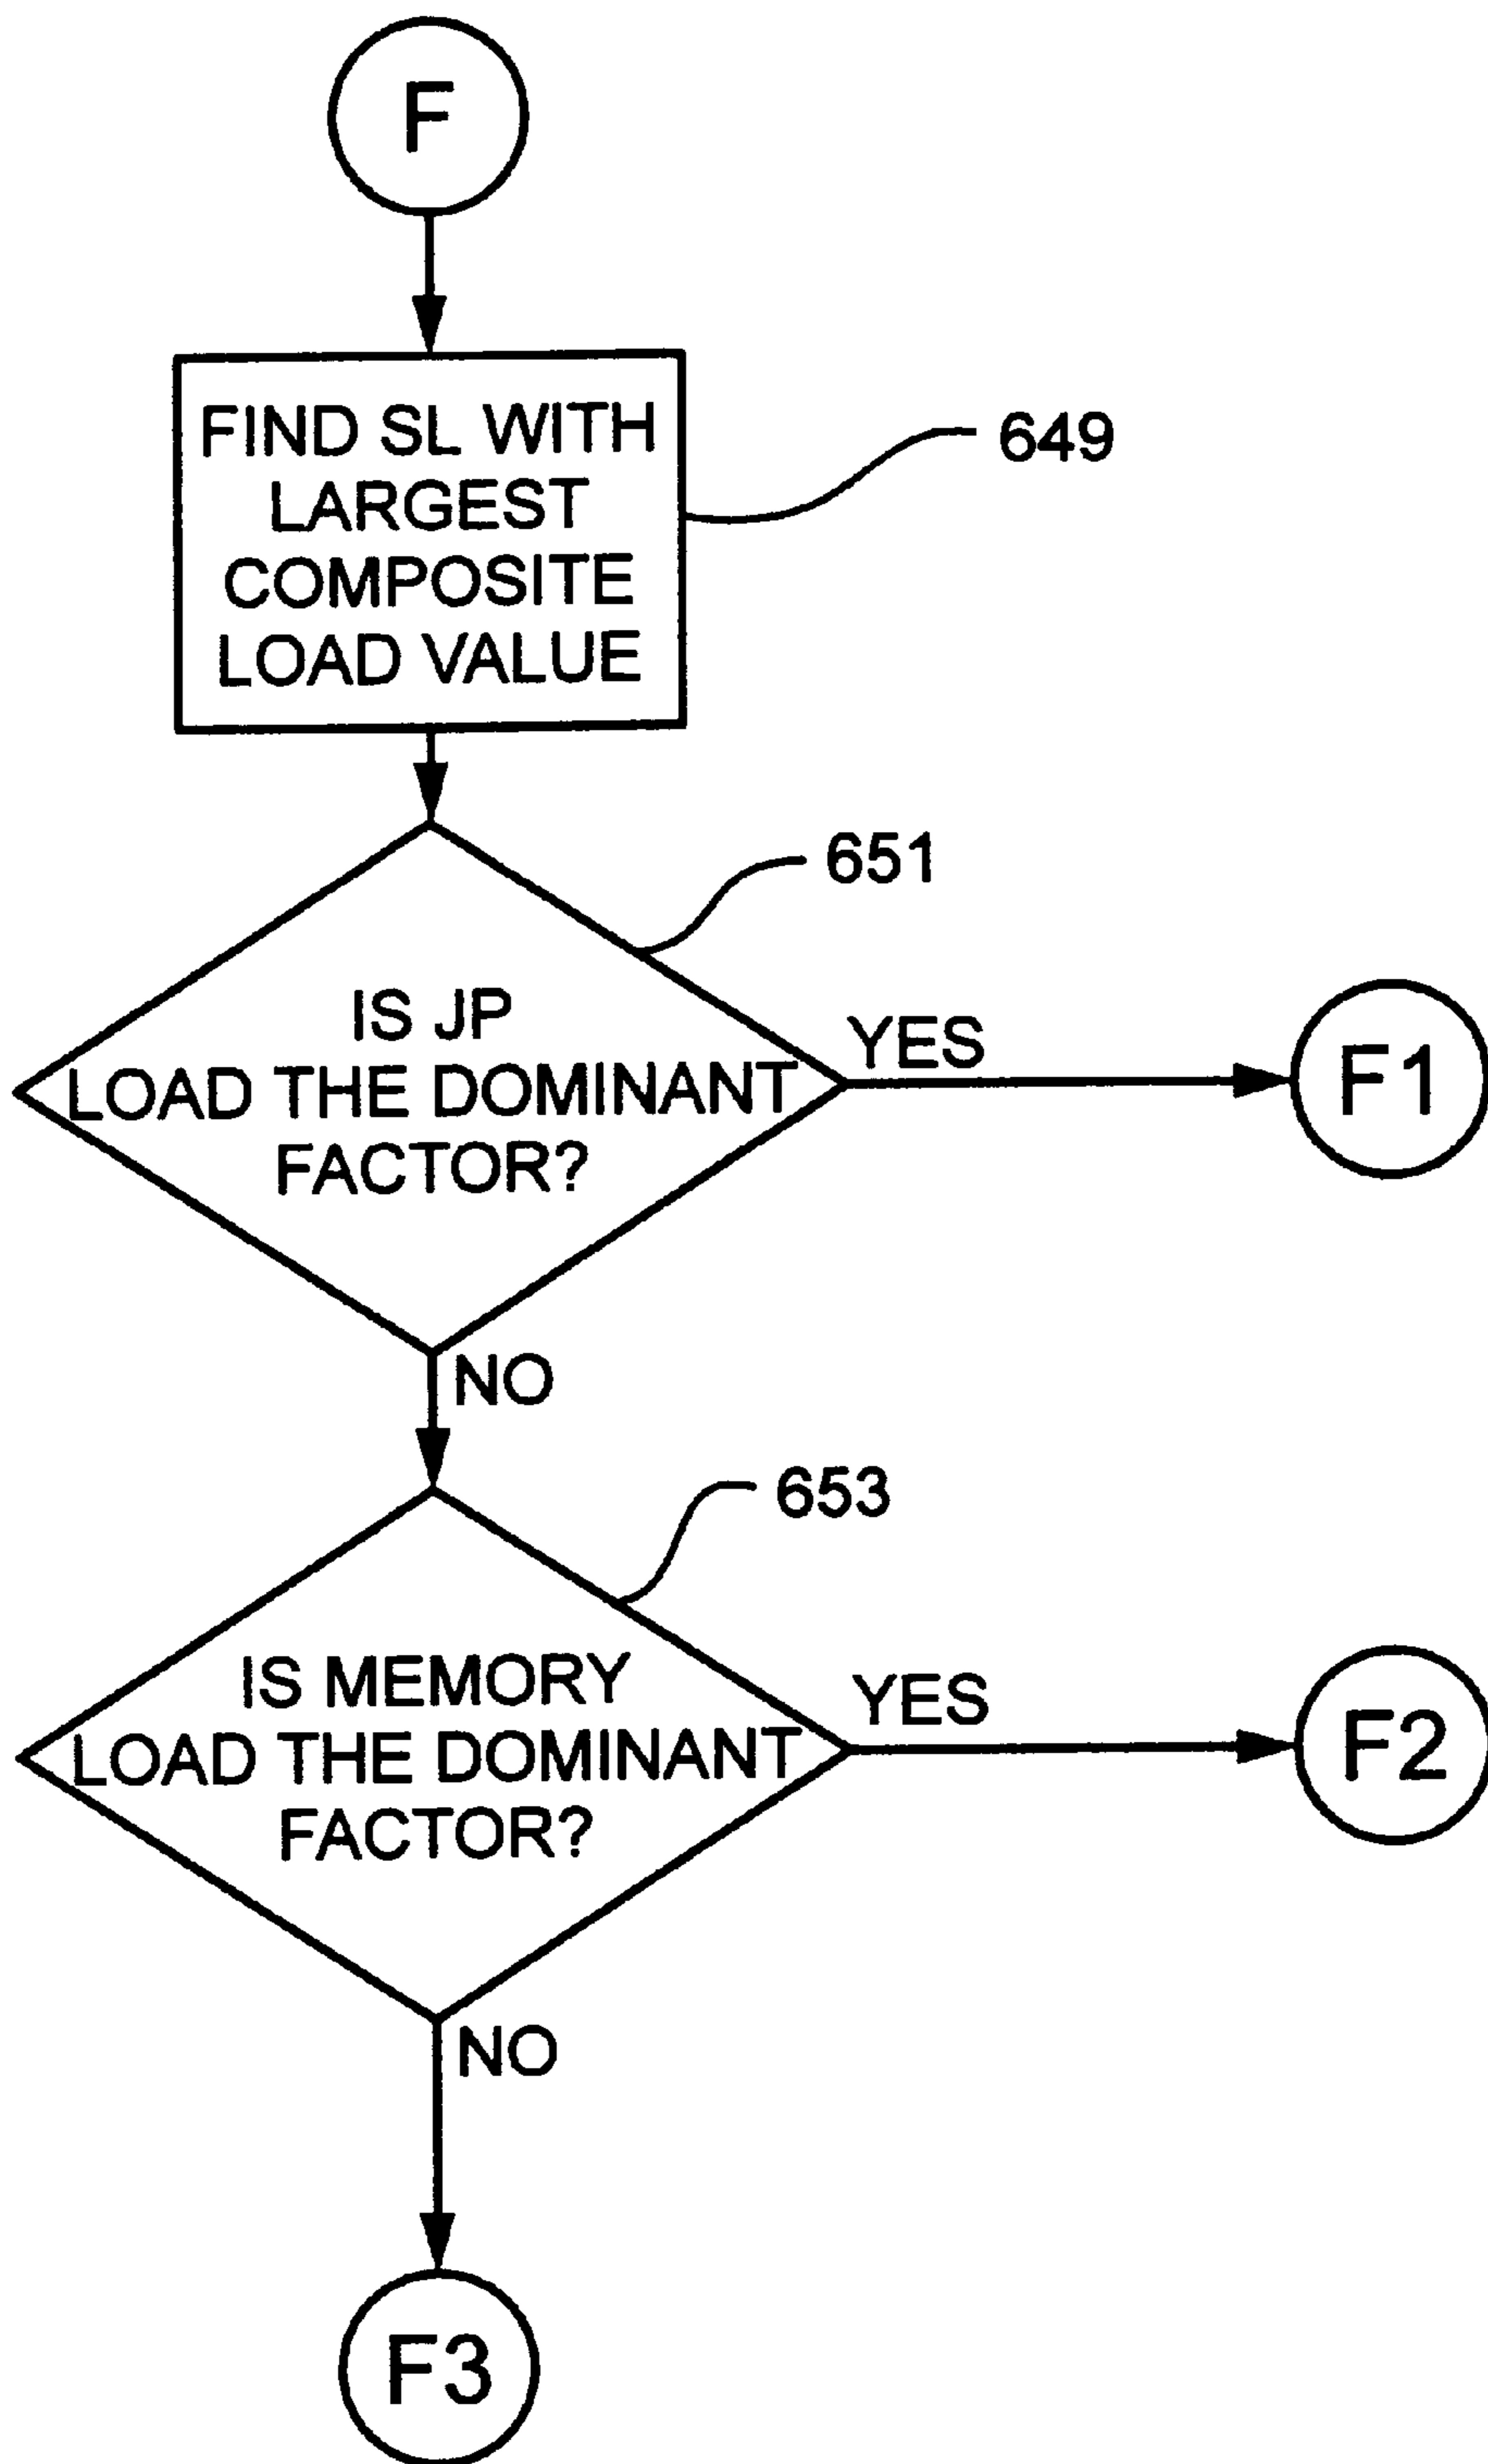 F
FIND SL WITH
LARGEST
COMPOSITE
LOAD VALUE
649
651
IS JP
LOAD THE DOMINANT
FACTOR?
YES
F1
NO
653
IS MEMORY
LOAD THE DOMINANT
FACTOR?
YES
F2
NO
F3